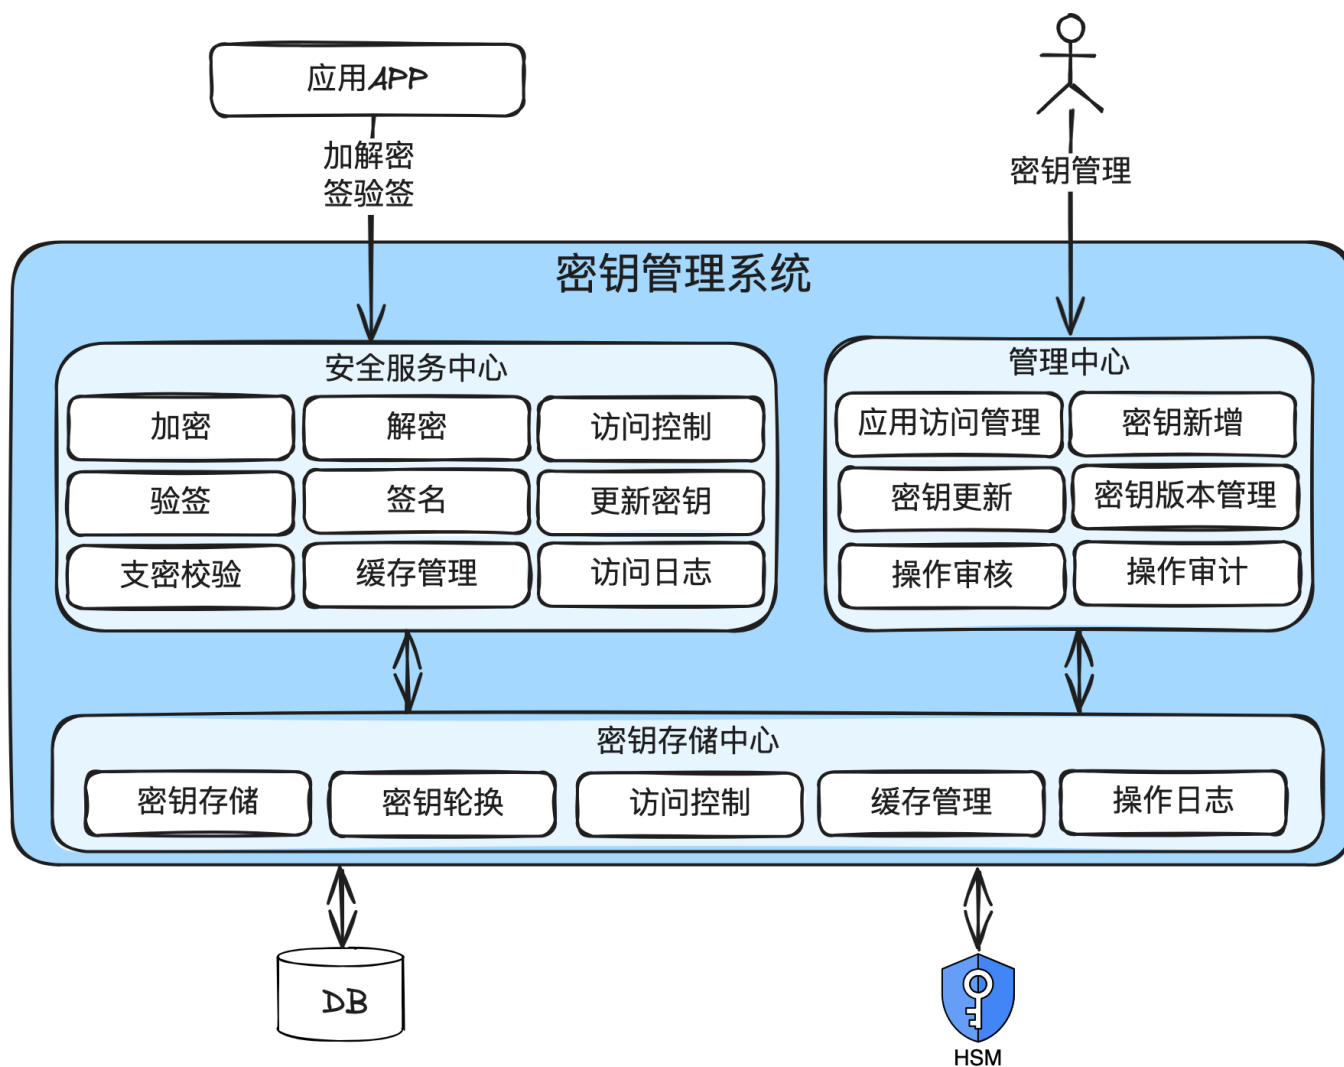 应用APP
加解密
签验签
密钥管理
密钥管理系统
安全服务中心
加密
解密
访问控制
验签
签名
更新密钥
支密校验
缓存管理
访问日志
管理中心
应用访问管理
密钥新增
密钥更新
密钥版本管理
操作审核
操作审计
密钥存储中心
密钥存储
密钥轮换
访问控制
缓存管理
操作日志
DB
HSM